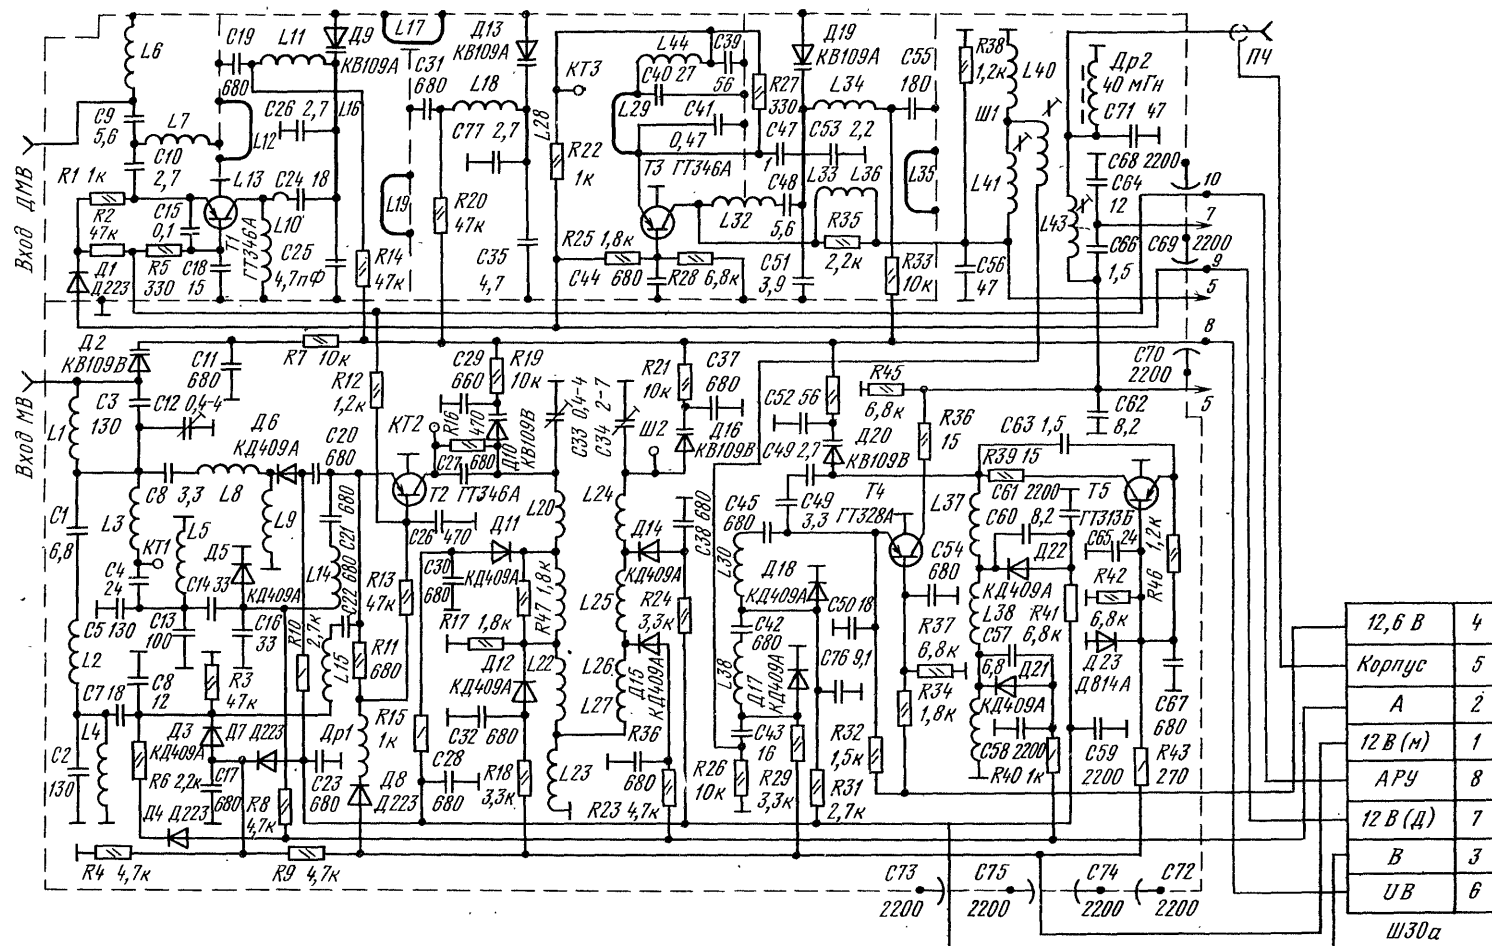 L6
C19
680
L11
Д9
КВ109А
L17
C31
680
Д13
КВ109А
L18
КТ3
L44
C39
56
C40 27
Д19
КВ109А
C55
180
R38
1,2к
L40
Др2
40 мГн
C71 47
ПЧ
C9
5,6
L7
C26 2,7
L16
L12
C77 2,7
L28
L29
C41
0,47
R27
330
L34
C47
1
C53 2,2
Ш1
C10
2,7
R22
1к
Т3
ГТ346А
L33
L36
L35
L41
C68 2200
C64
12
10
R1 1к
L13
C24 18
R2
47к
C15
0,1
Т1
ГТ346А
L10
L19
R20
47к
C48
5,6
L32
R35
2,2к
L43
7
Вход ДМВ
Д1
Д223
R5
330
C18
15
C25
4,7пФ
R14
47к
C35
4,7
R25 1,8к
C44
680
R28 6,8к
C51
3,9
R33
10к
C56
47
C66
1,5
C69
2200
9
5
8
Д2
КВ109В
C11
680
R7 10к
R12
1,2к
C29
660
R19
10к
C33 0,4-4
C34 2-7
R21
10к
C37
680
C70
2200
Вход МВ
L1
C3
130
C12
0,4-4
Д6
КД409А
C20
680
КТ2
R16
470
Д10
КВ109В
Ш2
Д16
КВ109В
C52 56
R45
6,8к
R36
15
C62
8,2
5
C49 2,7
Д20
КВ109В
C63 1,5
C8
3,3
L8
C27
680
Т2 ГТ346А
R39 15
C1
6,8
L3
L5
L9
КТ1
Д5
C21
680
C26
470
L20
L24
C38 680
C45
680
C49
3,3
Т4
ГТ328А
L37
C61 2200
C60
8,2
Т5
ГТ313Б
C65 24
1,2к
R46
C4
24
C14 33
КД409А
L14
C22 680
R13
47к
Д11
КД409А
C30
680
Д14
КД409А
L30
Д18
КД409А
C54
680
Д22
КД409А
C5 130
C13
100
C16
33
R10
2,7к
R17 1,8к
R47 1,8к
L25
R24
3,3к
C42
680
C50 18
L38
R41
6,8к
R42
6,8к
L2
C8
12
R3
47к
L15
R11
680
Д12
КД409А
L22
L26
L27
Д15
КД409А
L38
Д17
КД409А
C76 9,1
R37
6,8к
R34
1,8к
C57
6,8
Д21
КД409А
Д23
Д814А
C67
680
C7 18
L4
Д3
КД409А
Д7 Д223
Др1
R15
1к
C32
680
R36
680
C43
16
R32
1,5к
C58 2200
C59
2200
R43
270
C2
130
R6 2,2к
C17
680
R8
4,7к
C23
680
Д8
Д223
C28
680
R18
3,3к
L23
R23 4,7к
R26
10к
R29
3,3к
R31
2,7к
R40 1к
Д4 Д223
R4 4,7к
R9 4,7к
C73
2200
C75
2200
C74
2200
C72
2200
12,6 В 4
Корпус 5
А 2
12 В (м) 1
АРУ 8
12 В (Д) 7
В 3
UВ 6
Ш30а